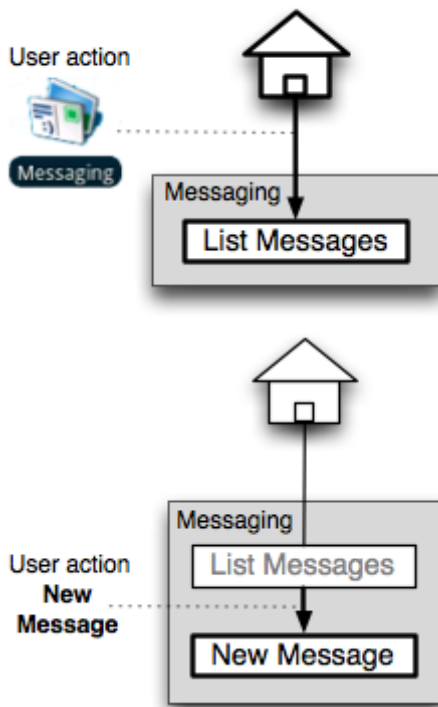 User action
Messaging
Messaging
List Messages
Messaging
List Messages
User action
New
Message
New Message